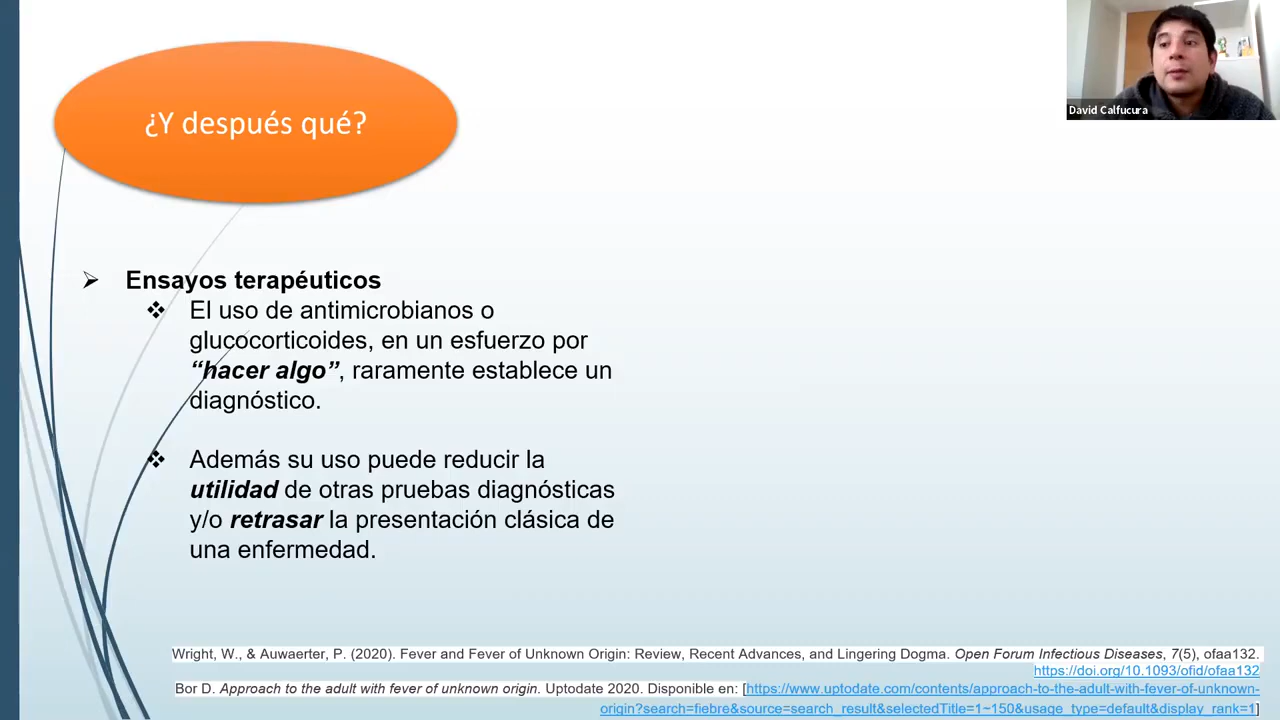 David Calfucura
¿Y después qué?
Ensayos terapéuticos
El uso de antimicrobianos o
glucocorticoides, en un esfuerzo por
“hacer algo”, raramente establece un
diagnóstico.
Además su uso puede reducir la
utilidad de otras pruebas diagnósticas
y/o retrasar la presentación clásica de
una enfermedad.
Wright, W., & Auwaerter, P. (2020). Fever and Fever of Unknown Origin: Review, Recent Advances, and Lingering Dogma. Open Forum Infectious Diseases, 7(5), ofaa132.
https://doi.org/10.1093/ofid/ofaa132
Bor D. Approach to the adult with fever of unknown origin. Uptodate 2020. Disponible en: [https://www.uptodate.com/contents/approach-to-the-adult-with-fever-of-unknown-
origin?search=fiebre&source=search_result&selectedTitle=1~150&usage_type=default&display_rank=1]